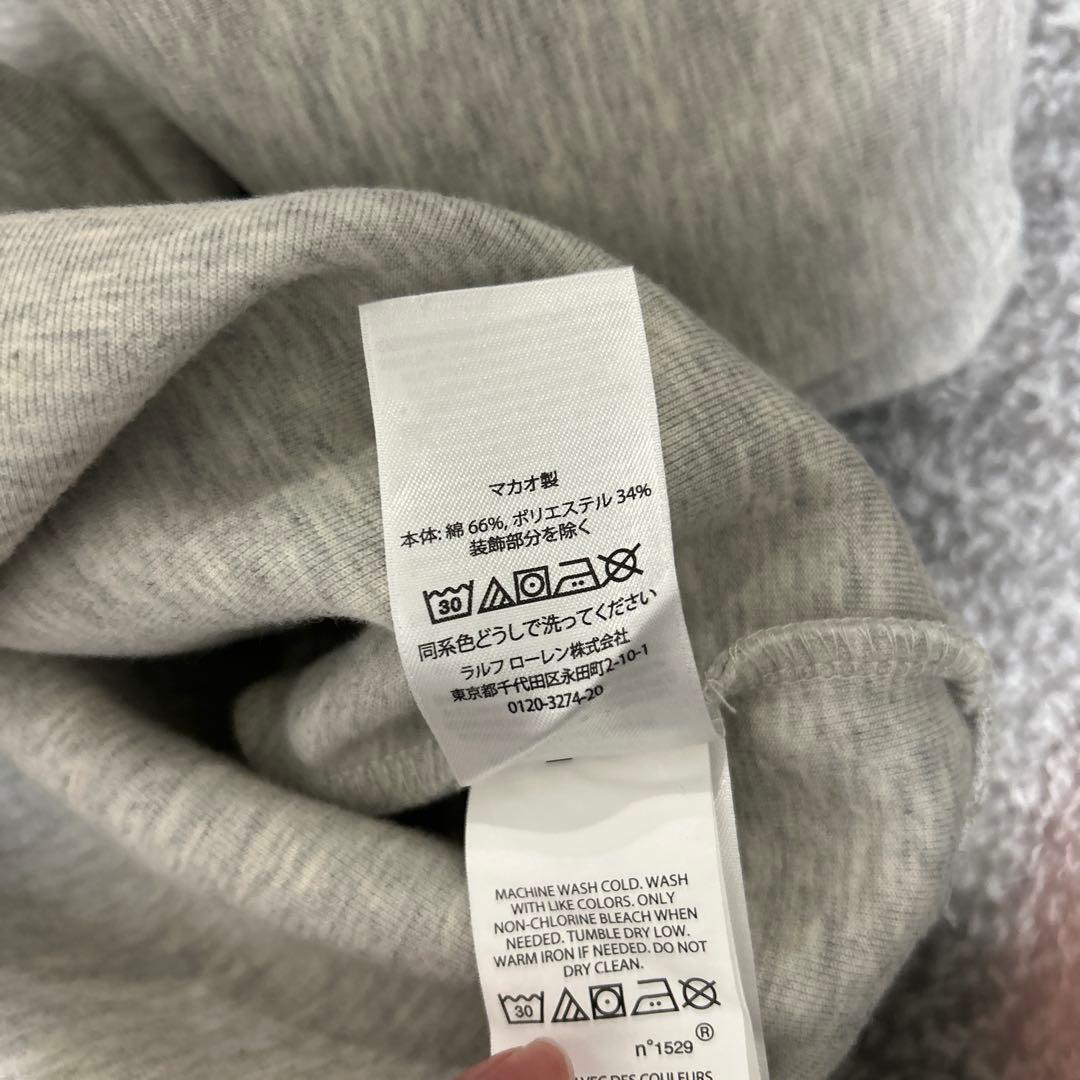 マカオ製
本体: 綿 66%, ポリエステル 34%
装飾部分を除く
30
同系色どうしで洗ってください
ラルフ ローレン株式会社
東京都千代田区永田町2-10-1
0120-3274-20
MACHINE WASH COLD. WASH
WITH LIKE COLORS. ONLY
NON-CHLORINE BLEACH WHEN
NEEDED. TUMBLE DRY LOW.
WARM IRON IF NEEDED. DO NOT
DRY CLEAN.
30
n°1529®
AVEC DES COULEURS